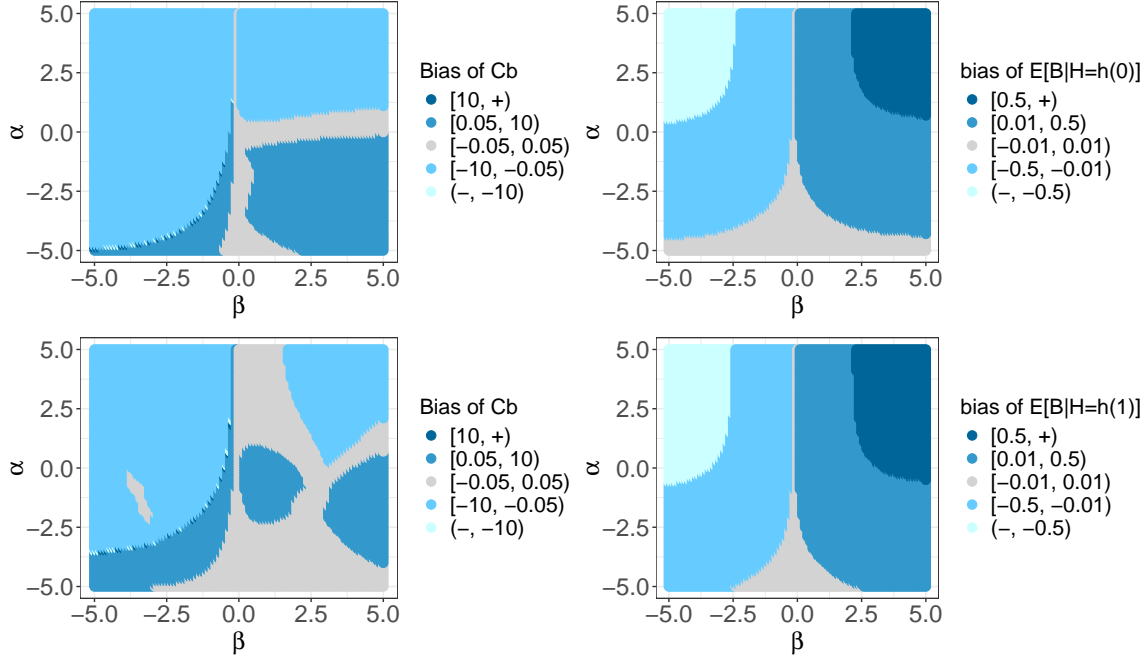 5.0
2.5
0.0
−2.5
−5.0
α
−5.0 −2.5 0.0 2.5 5.0
β
Bias of Cb
[10, +)
[0.05, 10)
[−0.05, 0.05)
[−10, −0.05)
(−, −10)
5.0
2.5
0.0
−2.5
−5.0
α
−5.0 −2.5 0.0 2.5 5.0
β
bias of E[B|H=h(0)]
[0.5, +)
[0.01, 0.5)
[−0.01, 0.01)
[−0.5, −0.01)
(−, −0.5)
5.0
2.5
0.0
−2.5
−5.0
α
−5.0 −2.5 0.0 2.5 5.0
β
Bias of Cb
[10, +)
[0.05, 10)
[−0.05, 0.05)
[−10, −0.05)
(−, −10)
5.0
2.5
0.0
−2.5
−5.0
α
−5.0 −2.5 0.0 2.5 5.0
β
bias of E[B|H=h(1)]
[0.5, +)
[0.01, 0.5)
[−0.01, 0.01)
[−0.5, −0.01)
(−, −0.5)